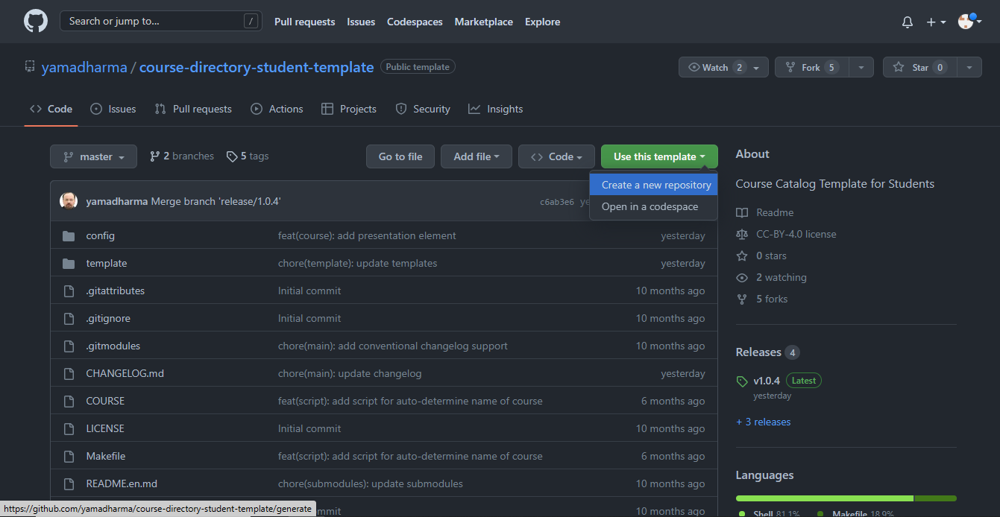 Search or jump to... /
Pull requests Issues Codespaces Marketplace Explore
yamadharma / course-directory-student-template Public template
Watch 2 Fork 5 Star 0
Code Issues Pull requests Actions Projects Security Insights
master 2 branches 5 tags Go to file Add file Code Use this template
Create a new repository
Open in a codespace
yamadharma Merge branch 'release/1.0.4' c6ab3e6
config feat(course): add presentation element yesterday
template chore(template): update templates yesterday
.gitattributes Initial commit 10 months ago
.gitignore Initial commit 10 months ago
.gitmodules chore(main): add conventional changelog support 10 months ago
CHANGELOG.md chore(main): update changelog yesterday
COURSE feat(script): add script for auto-determine name of course 6 months ago
LICENSE Initial commit 10 months ago
Makefile feat(script): add script for auto-determine name of course 6 months ago
README.en.md chore(submodules): update submodules 10 months ago
10 months ago
About
Course Catalog Template for Students
Readme
CC-BY-4.0 license
0 stars
2 watching
5 forks
Releases 4
v1.0.4 Latest
yesterday
+ 3 releases
Languages
Shell 81.1% Makefile 18.9%
https://github.com/yamadharma/course-directory-student-template/generate